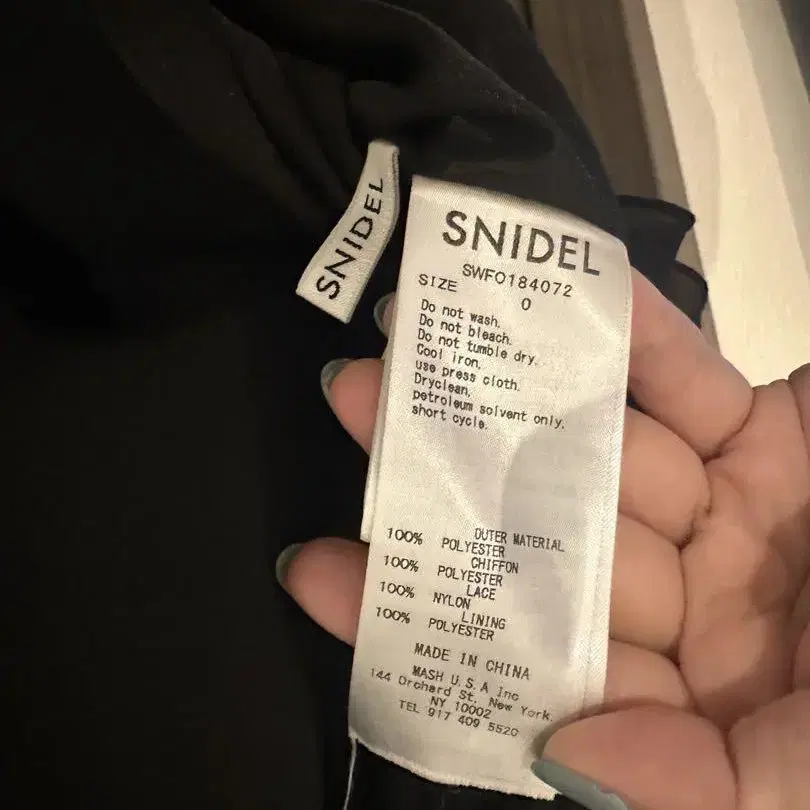 SNIDEL
SNIDEL
SWFO184072
SIZE 0
Do not wash.
Do not bleach.
Do not tumble dry.
Cool iron,
use press cloth.
Dryclean,
petroleum solvent only.
short cycle.
OUTER MATERIAL
100% POLYESTER
CHIFFON
100% POLYESTER
LACE
100% NYLON
LINING
100% POLYESTER
MADE IN CHINA
MASH U.S.A Inc
144 Orchard St. New York.
NY 10002
TEL 917 409 5520